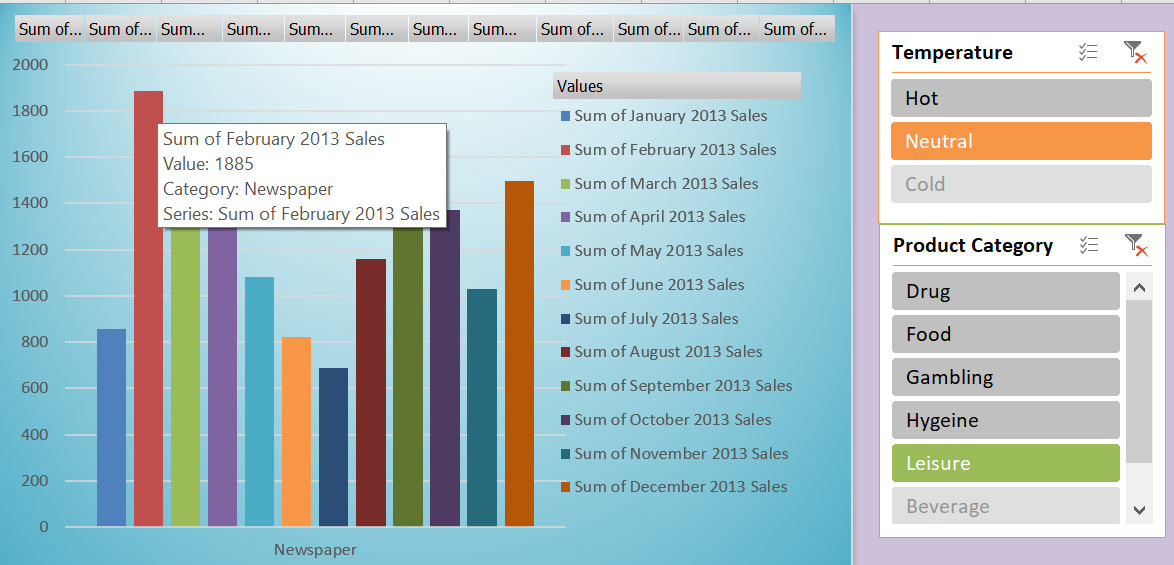 Sum of... Sum of... Sum... Sum... Sum... Sum... Sum... Sum... Sum of... Sum of... Sum of... Sum of...
2000
1800
1600
1400
1200
1000
800
600
400
200
0
Sum of February 2013 Sales
Value: 1885
Category: Newspaper
Series: Sum of February 2013 Sales
Newspaper
Values
Sum of January 2013 Sales
Sum of February 2013 Sales
Sum of March 2013 Sales
Sum of April 2013 Sales
Sum of May 2013 Sales
Sum of June 2013 Sales
Sum of July 2013 Sales
Sum of August 2013 Sales
Sum of September 2013 Sales
Sum of October 2013 Sales
Sum of November 2013 Sales
Sum of December 2013 Sales
Temperature
Hot
Neutral
Cold
Product Category
Drug
Food
Gambling
Hygeine
Leisure
Beverage